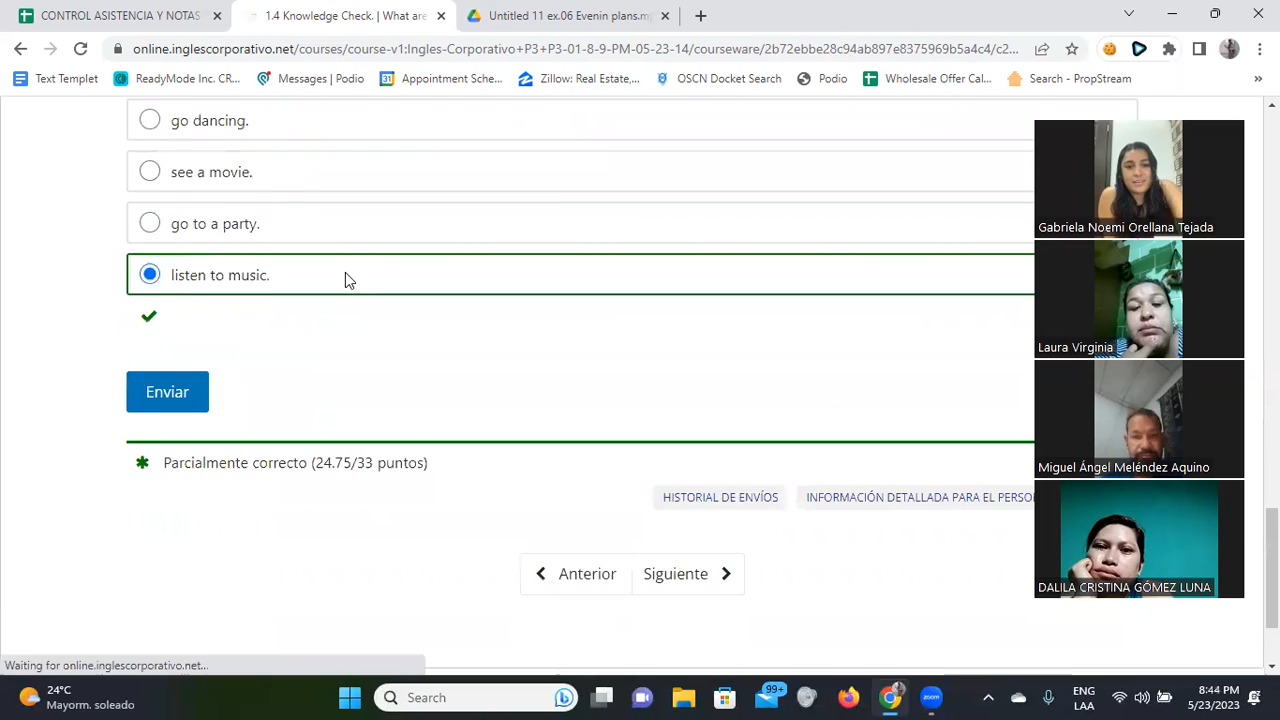 CONTROL ASISTENCIA Y NOTAS
1.4 Knowledge Check. | What are
Untitled 11 ex.06 Evenin plans.mp
online.inglescorporativo.net/courses/course-v1:Ingles-Corporativo+P3+P3-01-8-9-PM-05-23-14/courseware/2b72ebbe28c94ab897e8375969b5a4c4/c2...
Text Templet
ReadyMode Inc. CR...
Messages | Podio
Appointment Sche...
Zillow: Real Estate,...
OSCN Docket Search
Podio
Wholesale Offer Cal...
Search - PropStream
go dancing.
see a movie.
go to a party.
listen to music.
Enviar
Parcialmente correcto (24.75/33 puntos)
HISTORIAL DE ENVÍOS
INFORMACIÓN DETALLADA PARA EL PERSO
Anterior
Siguiente
Gabriela Noemi Orellana Tejada
Laura Virginia
Miguel Ángel Meléndez Aquino
DALILA CRISTINA GÓMEZ LUNA
Waiting for online.inglescorporativo.net...
24°C
Mayorm. soleado
Search
99+
ENG
LAA
8:44 PM
5/23/2023